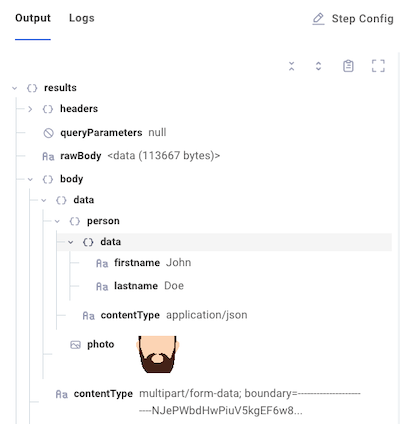 Output Logs Step Config
results
headers
queryParameters null
rawBody <data (113667 bytes)>
body
data
person
data
Aa firstname John
Aa lastname Doe
Aa contentType application/json
photo
Aa contentType multipart/form-data; boundary=----------------------
----NJePWbdHwPiuV5kgEF6w8...